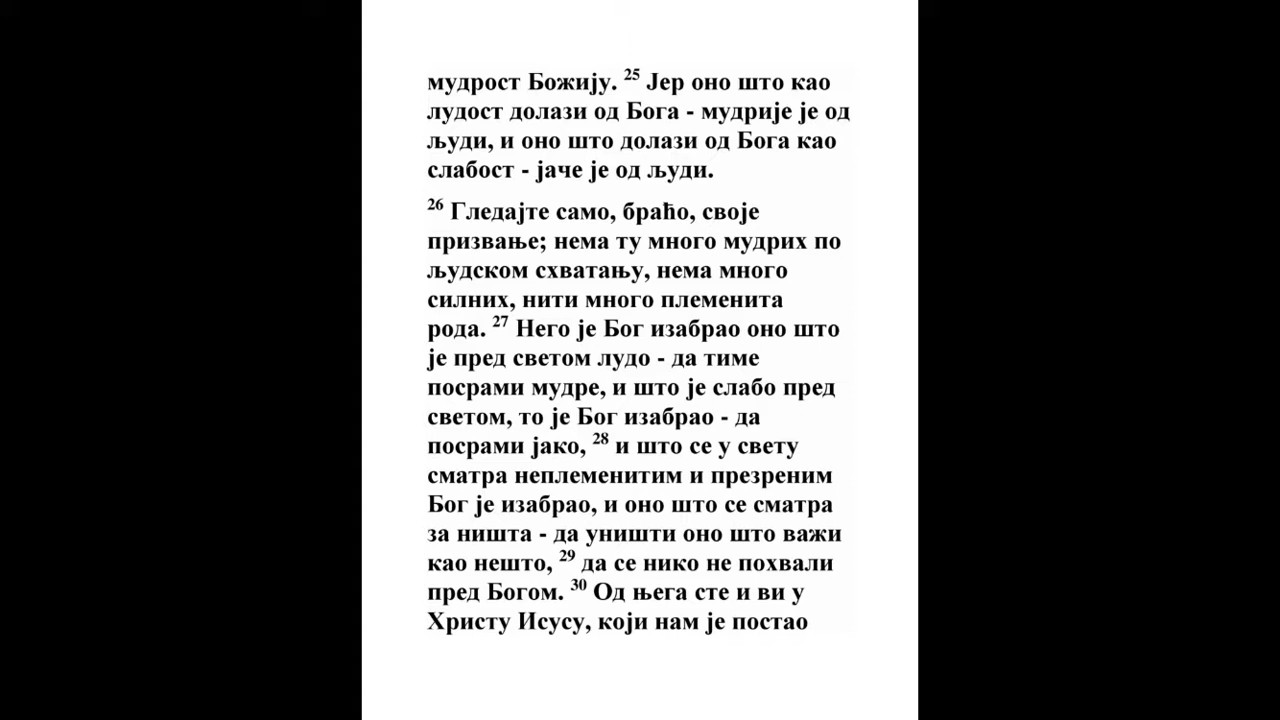 мудрост Божију. 25 Јер оно што као
лудост долази од Бога - мудрије је од
људи, и оно што долази од Бога као
слабост - јаче је од људи.
26 Гледајте само, браћо, своје
призвање; нема ту много мудрих по
људском схватању, нема много
силних, нити много племенита
рода. 27 Него је Бог изабрао оно што
је пред светом лудо - да тиме
посрами мудре, и што је слабо пред
светом, то је Бог изабрао - да
посрами јако, 28 и што се у свету
сматра неплеменитим и презреним
Бог је изабрао, и оно што се сматра
за ништа - да уништи оно што важи
као нешто, 29 да се нико не похвали
пред Богом. 30 Од њега сте и ви у
Христу Исусу, који нам је постао